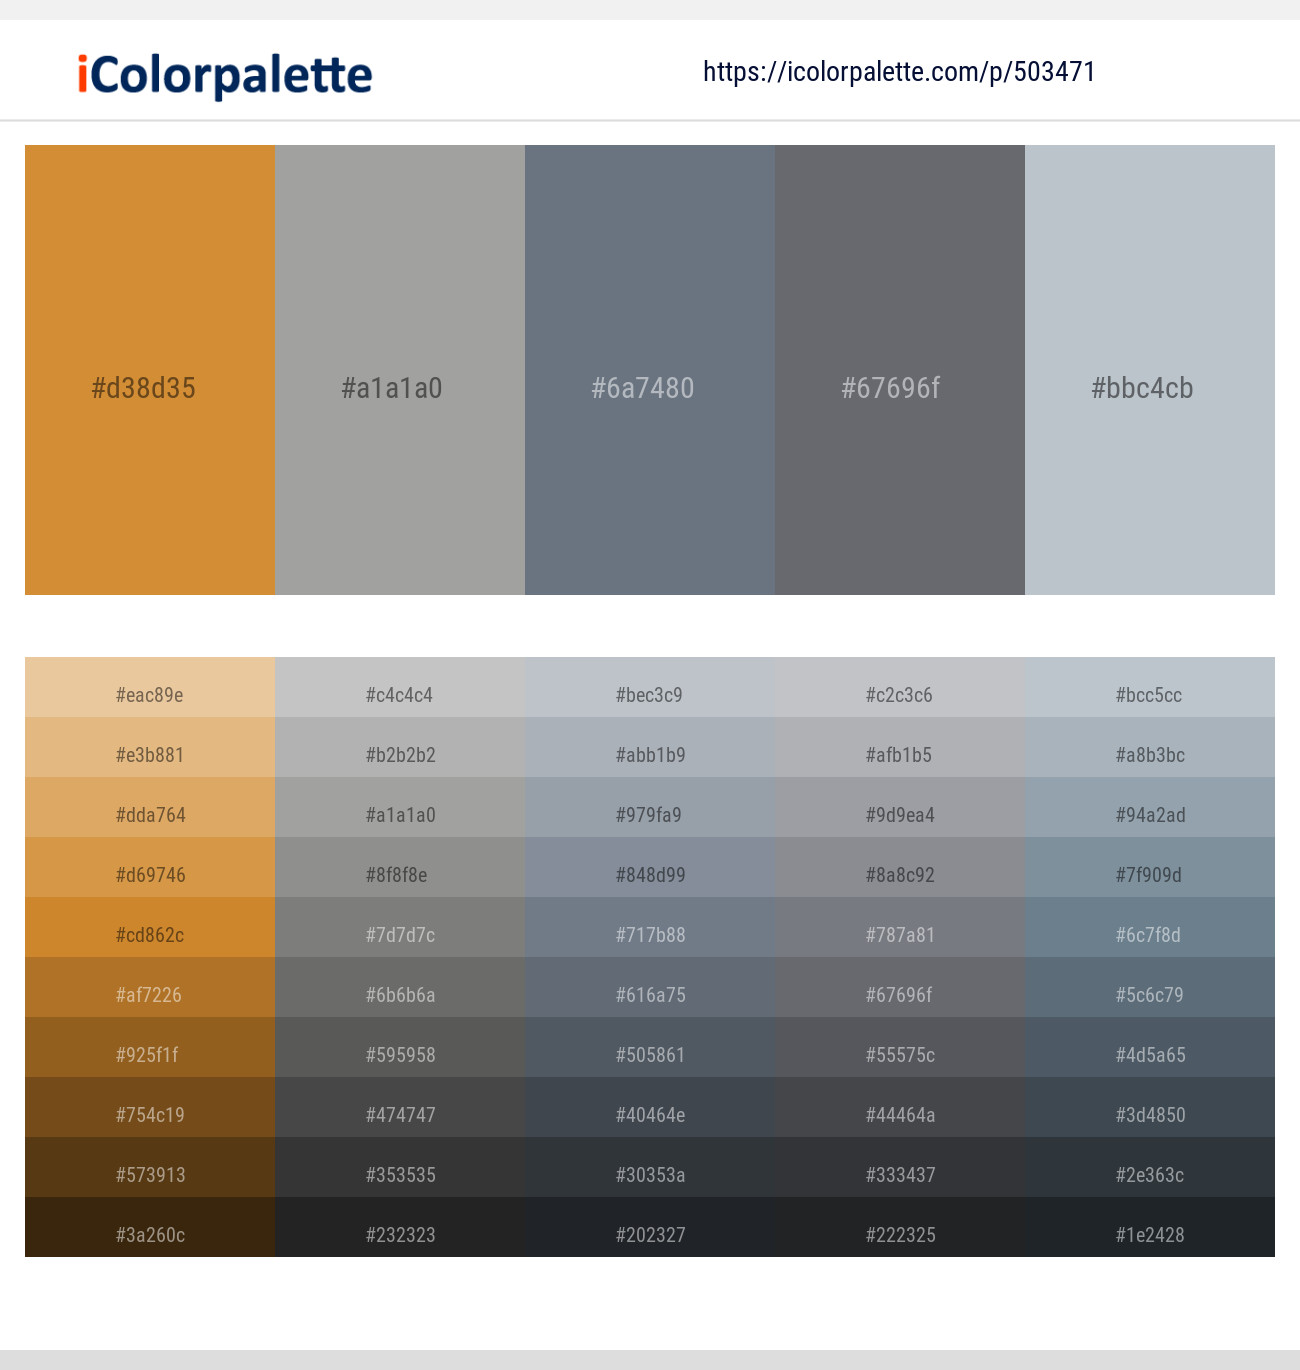 iColorpalette
https://icolorpalette.com/p/503471
#d38d35 #a1a1a0 #6a7480 #67696f #bbc4cb
#eac89e #c4c4c4 #bec3c9 #c2c3c6 #bcc5cc
#e3b881 #b2b2b2 #abb1b9 #afb1b5 #a8b3bc
#dda764 #a1a1a0 #979fa9 #9d9ea4 #94a2ad
#d69746 #8f8f8e #848d99 #8a8c92 #7f909d
#cd862c #7d7d7c #717b88 #787a81 #6c7f8d
#af7226 #6b6b6a #616a75 #67696f #5c6c79
#925f1f #595958 #505861 #55575c #4d5a65
#754c19 #474747 #40464e #44464a #3d4850
#573913 #353535 #30353a #333437 #2e363c
#3a260c #232323 #202327 #222325 #1e2428